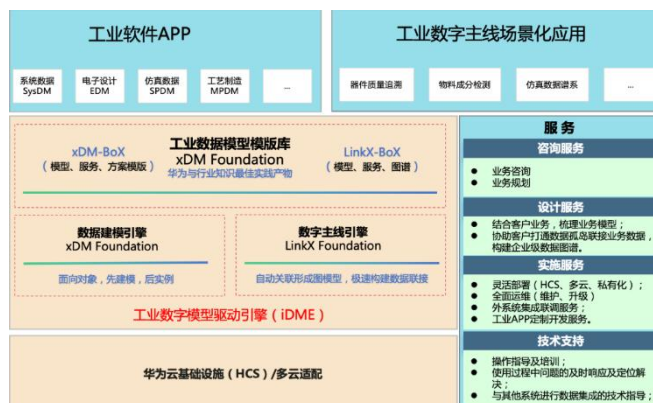 工业软件APP
系统数据
SysDM
电子设计
EDM
仿真数据
SPDM
工艺制造
MPDM
...
工业数字主线场景化应用
器件质量追溯
物料成分检测
仿真数据谱系
...
工业数据模型模版库
xDM Foundation
华为与行业知识最佳实践产物
xDM-BoX
（模型、服务、方案模版）
LinkX-BoX
（模型、服务、图谱）
数据建模引擎
xDM Foundation
面向对象，先建模，后实例
数字主线引擎
LinkX Foundation
自动关联形成图模型，极速构建数据联接
工业数字模型驱动引擎（iDME）
华为云基础设施（HCS）/多云适配
服务
咨询服务
● 业务咨询
● 业务规划
设计服务
● 结合客户业务，梳理业务模型；
● 协助客户打通数据孤岛联接业务数据，
构建企业级数据图谱。
实施服务
● 灵活部署（HCS、多云、私有化）；
● 全面运维（维护、升级）
● 外系统集成联调服务；
● 工业APP定制开发服务。
技术支持
● 操作指导及培训；
● 使用过程中问题的及时响应及定位解
决；
● 与其他系统进行数据集成的技术指导；